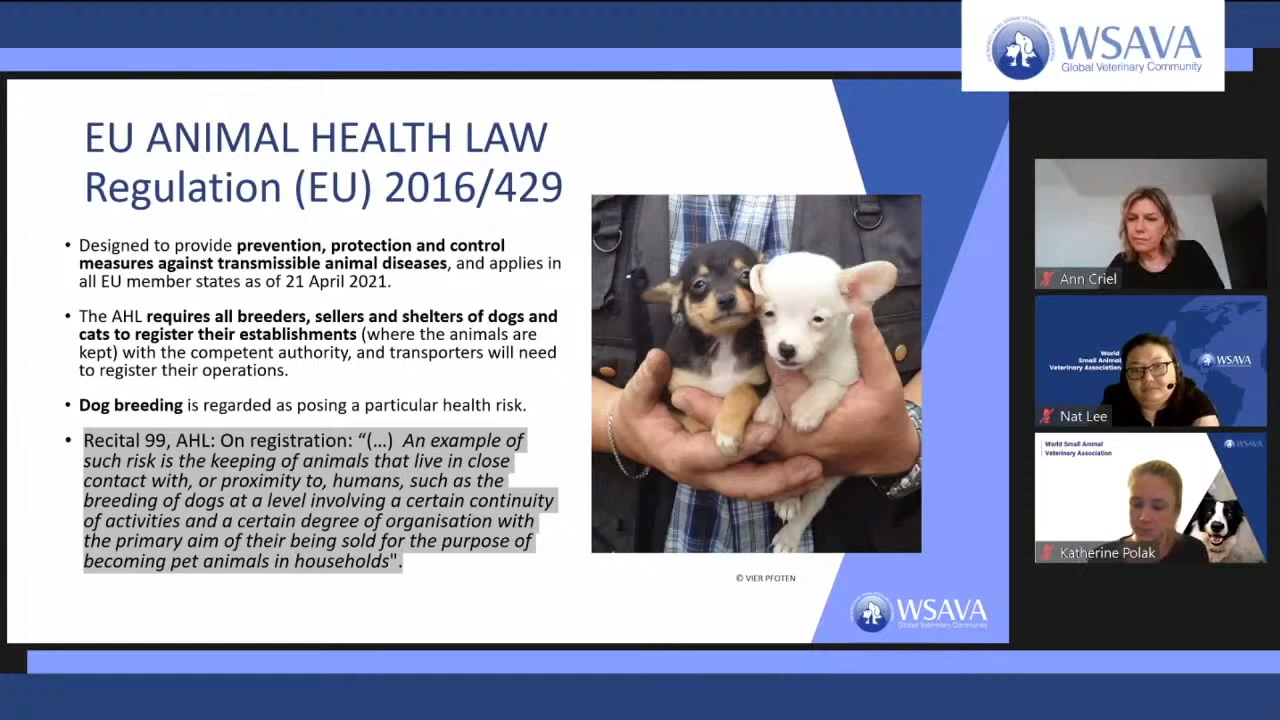 WSAVA
Global Veterinary Community
EU ANIMAL HEALTH LAW
Regulation (EU) 2016/429
• Designed to provide prevention, protection and control
measures against transmissible animal diseases, and applies in
all EU member states as of 21 April 2021.
• The AHL requires all breeders, sellers and shelters of dogs and
cats to register their establishments (where the animals are
kept) with the competent authority, and transporters will need
to register their operations.
• Dog breeding is regarded as posing a particular health risk.
• Recital 99, AHL: On registration: “(...) An example of
such risk is the keeping of animals that live in close
contact with, or proximity to, humans, such as the
breeding of dogs at a level involving a certain continuity
of activities and a certain degree of organisation with
the primary aim of their being sold for the purpose of
becoming pet animals in households".
© VIER PFOTEN
WSAVA
Global Veterinary Community
Ann Criel
World
Small Animal
Veterinary Association
WSAVA
Nat Lee
World Small Animal
Veterinary Association
WSAVA
Katherine Polak